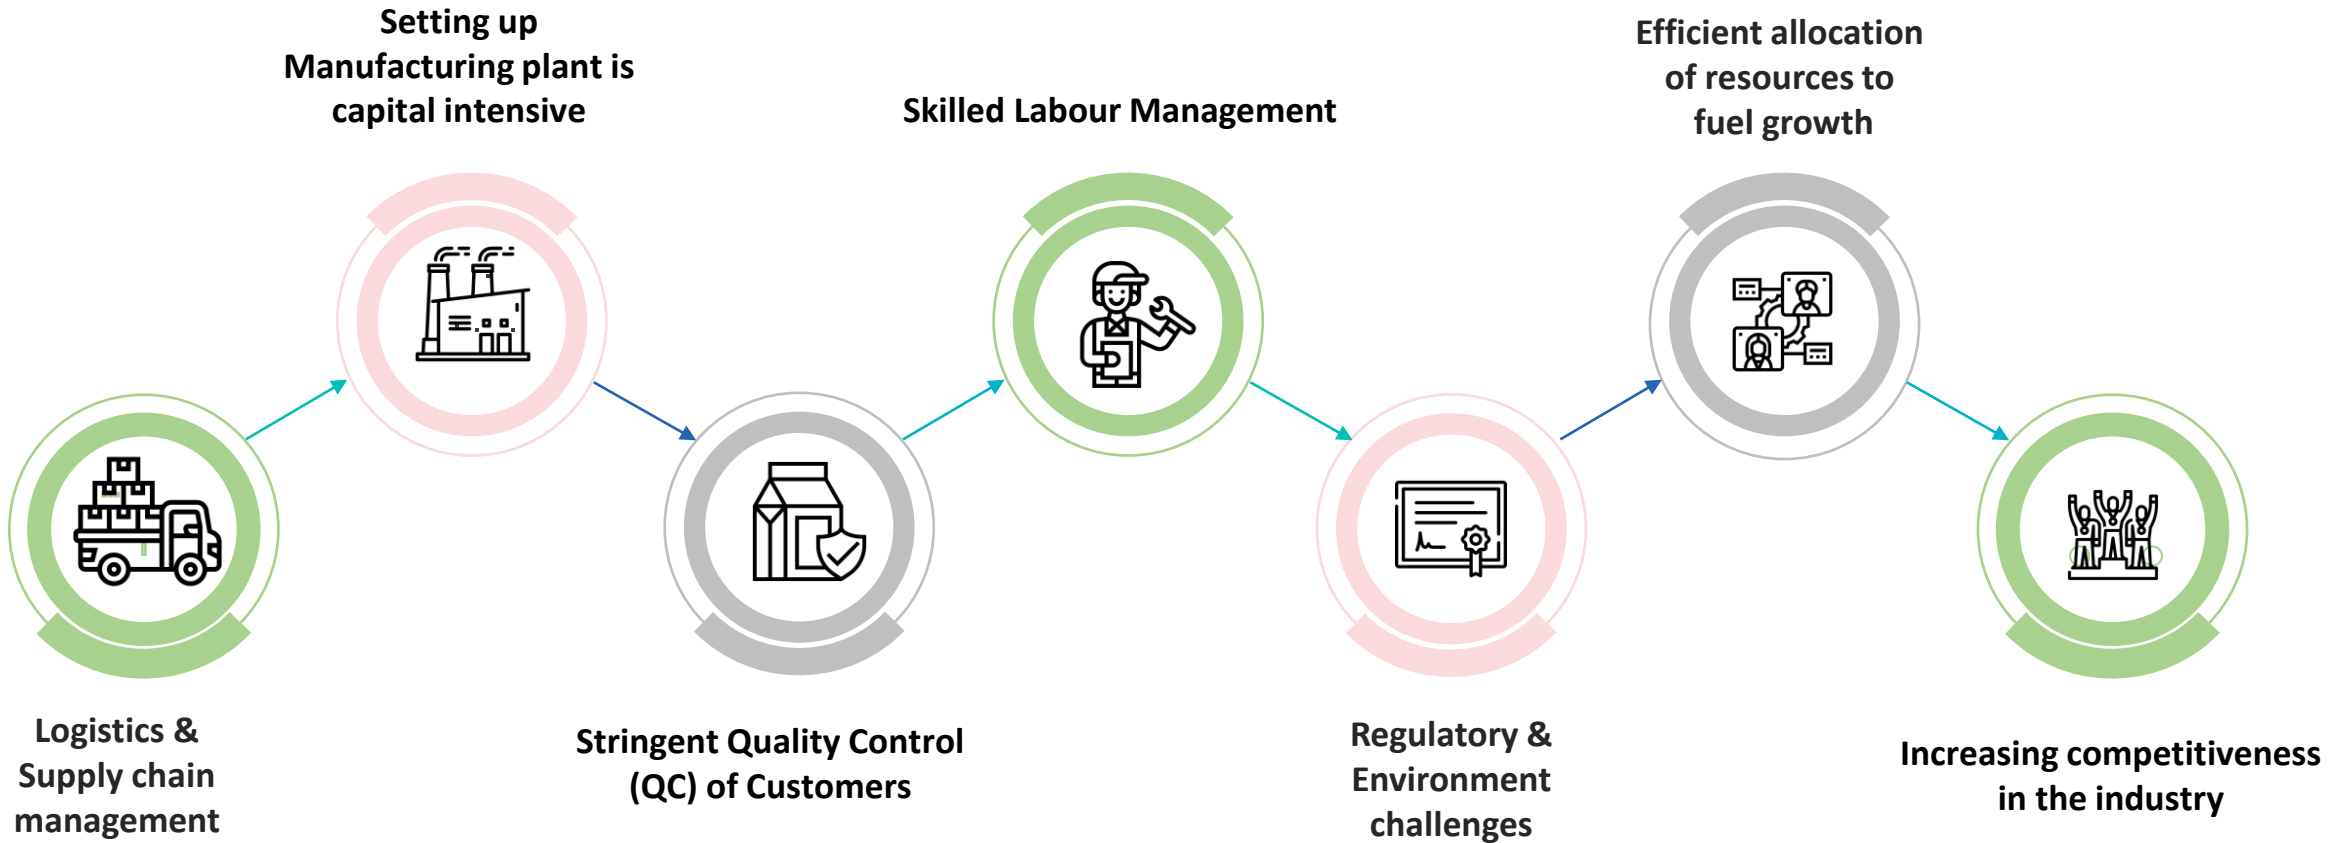 Logistics &
Supply chain
management
Setting up
Manufacturing plant is
capital intensive
Stringent Quality Control
(QC) of Customers
Skilled Labour Management
Regulatory &
Environment
challenges
Efficient allocation
of resources to
fuel growth
Increasing competitiveness
in the industry